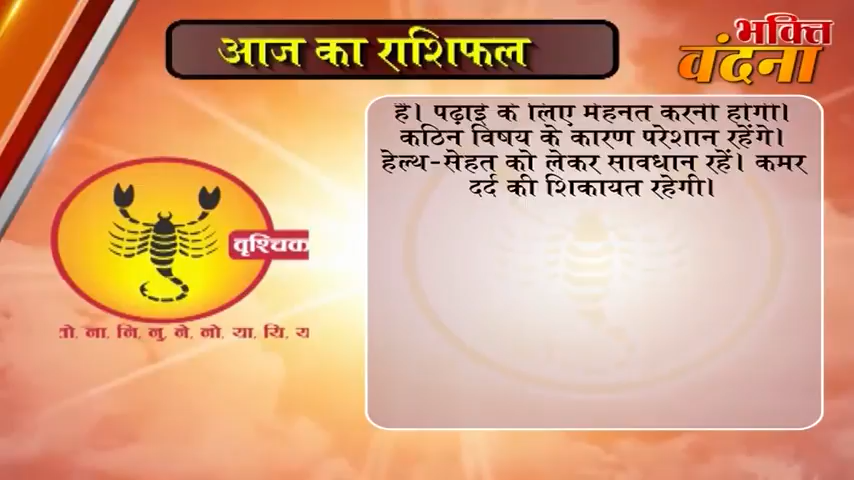 आज का राशिफल
भक्ति
वंदना
है। पढ़ाई के लिए मेहनत करनी होगी।
कठिन विषय के कारण परेशान रहेंगे।
हेल्थ-सेहत को लेकर सावधान रहें। कमर
दर्द की शिकायत रहेगी।
वृश्चिक
ना, नि, नु, ने, नो, या, यि,